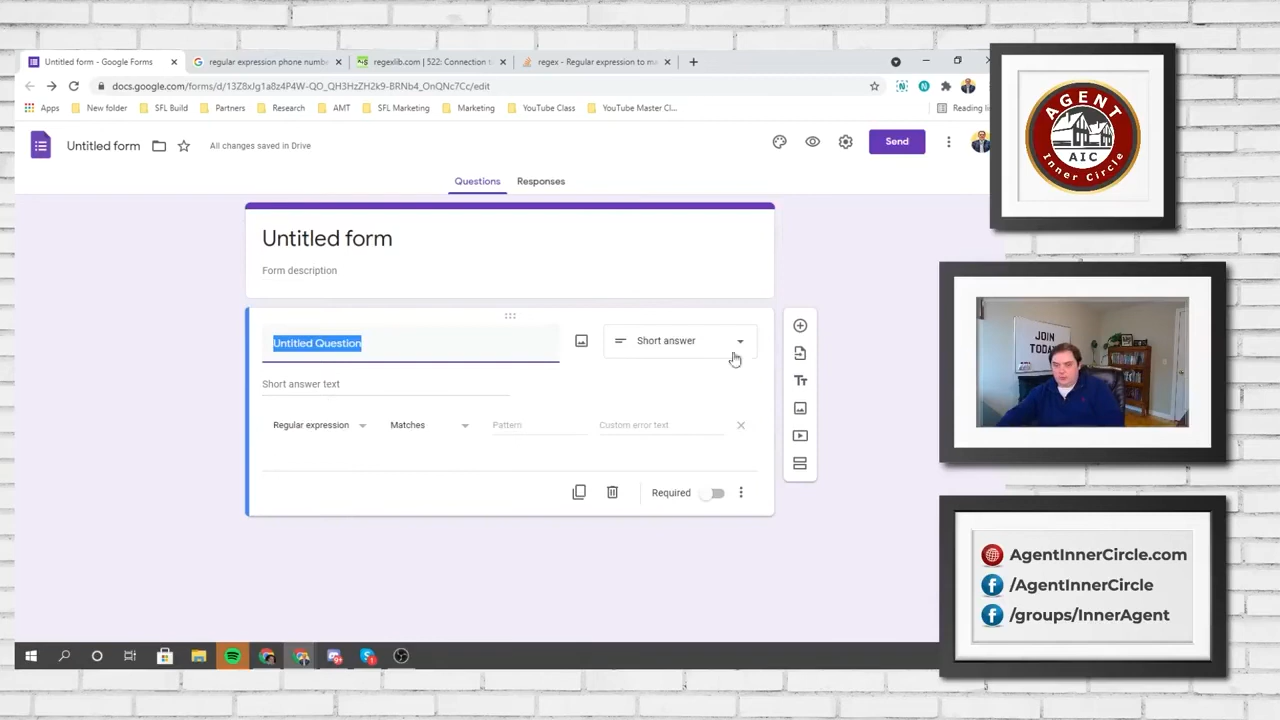 Untitled form - Google Forms
regular expression phone numb
regexlib.com | 522: Connection t
regex - Regular expression to m
docs.google.com/forms/d/13Z8xJg1a8z4P4W-QO_QH3HzZH2k9-BRNb4_OnQNc7Cc/edit
Apps
New folder
SFL Build
Partners
Research
AMT
SFL Marketing
Marketing
YouTube Class
YouTube Master Cl...
Reading li
Untitled form
All changes saved in Drive
Send
Questions
Responses
Untitled form
Form description
Untitled Question
Short answer
Short answer text
Regular expression
Matches
Pattern
Custom error text
Required
AGENT
AIC
Inner Circle
JOIN
TODAY
AgentInnerCircle.com
/AgentInnerCircle
/groups/InnerAgent